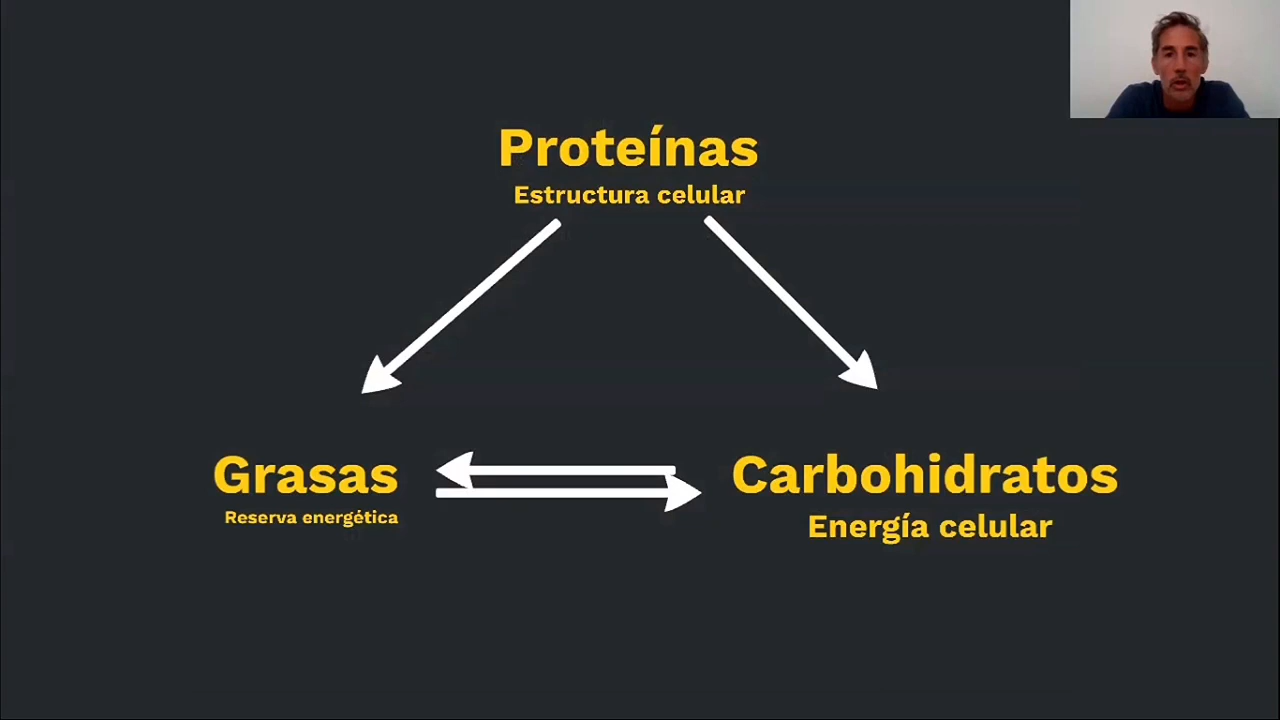 Proteínas
Estructura celular
Grasas
Reserva energética
Carbohidratos
Energía celular